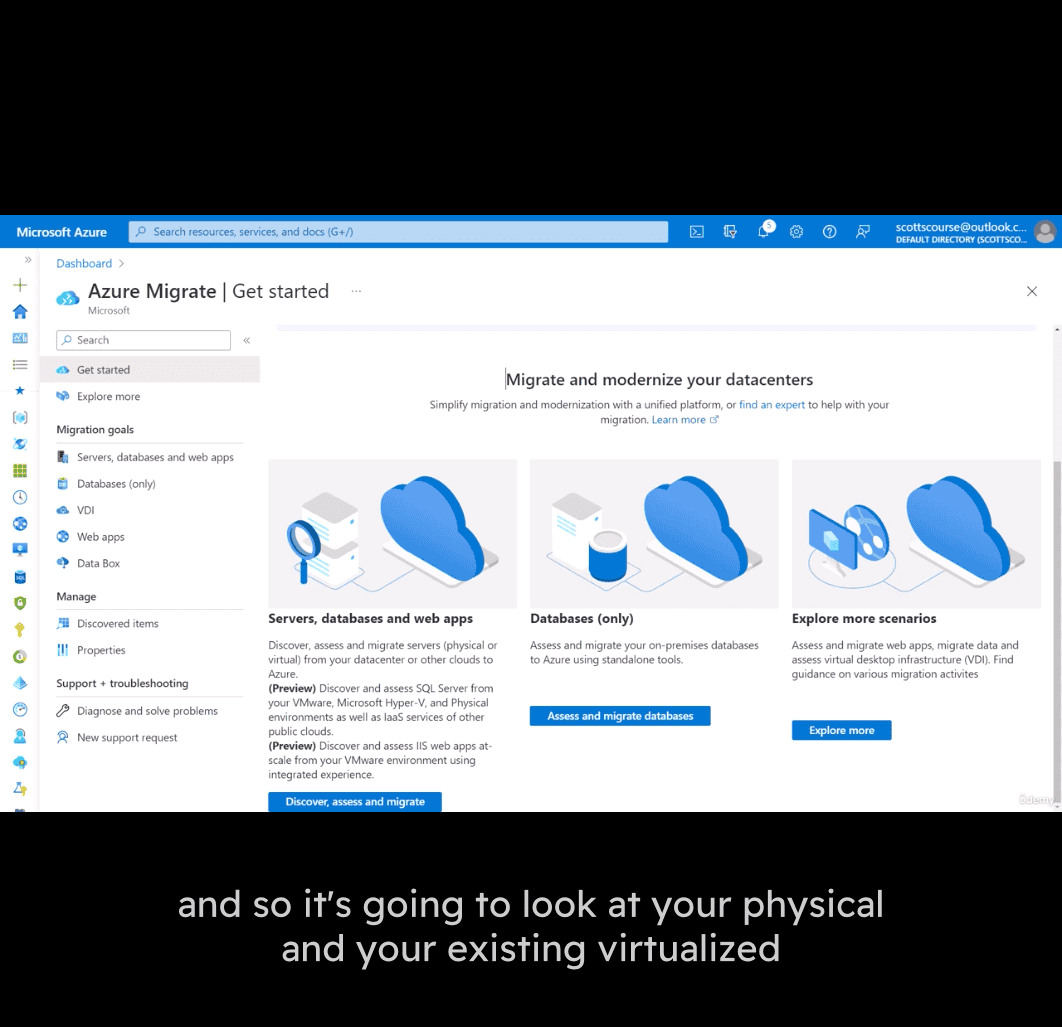 Microsoft Azure
Search resources, services, and docs (G+/)
5
scottscourse@outlook.c...
DEFAULT DIRECTORY (SCOTTSCO...
Dashboard >
Azure Migrate | Get started ...
Microsoft
Search
«
Get started
Explore more
Migration goals
Servers, databases and web apps
Databases (only)
VDI
Web apps
Data Box
Manage
Discovered items
Properties
Support + troubleshooting
Diagnose and solve problems
New support request
Migrate and modernize your datacenters
Simplify migration and modernization with a unified platform, or find an expert to help with your
migration. Learn more
Servers, databases and web apps
Discover, assess and migrate servers (physical or
virtual) from your datacenter or other clouds to
Azure.
(Preview) Discover and assess SQL Server from
your VMware, Microsoft Hyper-V, and Physical
environments as well as IaaS services of other
public clouds.
(Preview) Discover and assess IIS web apps at-
scale from your VMware environment using
integrated experience.
Discover, assess and migrate
Databases (only)
Assess and migrate your on-premises databases
to Azure using standalone tools.
Assess and migrate databases
Explore more scenarios
Assess and migrate web apps, migrate data and
assess virtual desktop infrastructure (VDI). Find
guidance on various migration activites
Explore more
Udemy
and so it's going to look at your physical
and your existing virtualized